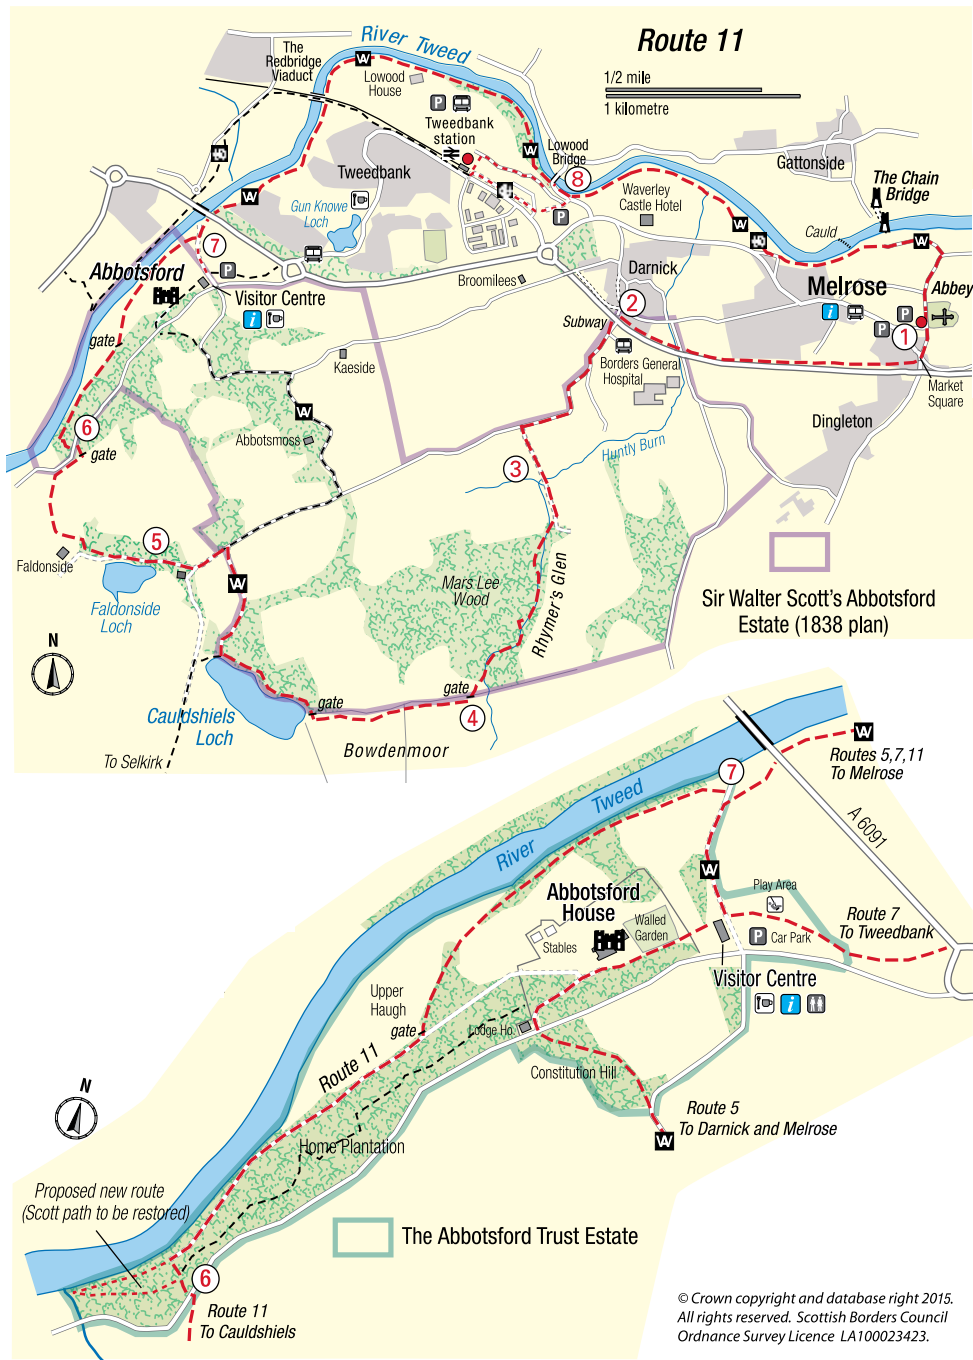 Route 11
1/2 mile
1 kilometre
River Tweed
The
Redbridge
Viaduct
Lowood
House
P
Tweedbank
station
Lowood
Bridge
8
Tweedbank
Gun Knowe
Loch
Waverley
Castle Hotel
Gattonside
The Chain
Bridge
Cauld
7
P
P
Abbotsford
Visitor Centre
i
Broomilees
Darnick
2
Subway
Melrose
i
P
P
Abbey
1
Market
Square
gate
Kaeside
Borders General
Hospital
Dingleton
6
gate
Abbotsmoss
3
Huntly Burn
5
Faldonside
Faldonside
Loch
Mars Lee
Wood
Rhymer's Glen
Sir Walter Scott's Abbotsford
Estate (1838 plan)
N
Cauldshiels
Loch
gate
gate
4
Bowdenmoor
To Selkirk
7
Routes 5,7,11
To Melrose
River Tweed
A 6091
Abbotsford
House
Play Area
Walled
Garden
Stables
P
Car Park
Route 7
To Tweedbank
Visitor Centre
i
Upper
Haugh
gate
Lodge Ho.
Route 11
Constitution Hill
N
Route 5
To Darnick and Melrose
Home Plantation
Proposed new route
(Scott path to be restored)
The Abbotsford Trust Estate
6
Route 11
To Cauldshiels
© Crown copyright and database right 2015.
All rights reserved. Scottish Borders Council
Ordnance Survey Licence LA100023423.